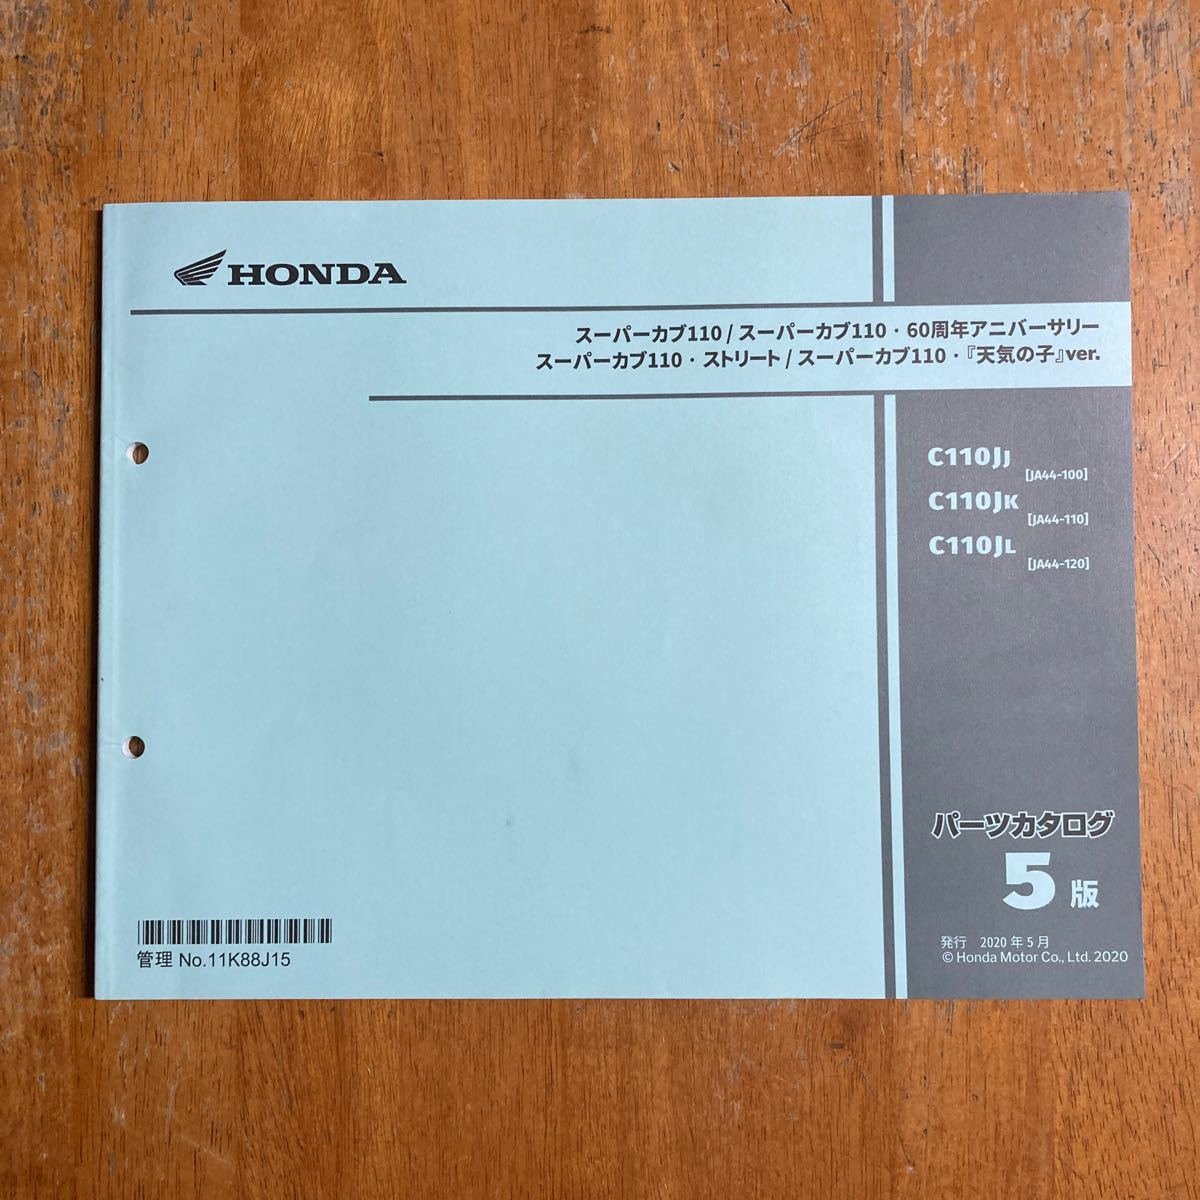 HONDA
スーパーカブ110 / スーパーカブ110・60周年アニバーサリー
スーパーカブ110・ストリート / スーパーカブ110・『天気の子』ver.
C110JJ
[JA44-100]
C110JK
[JA44-110]
C110JL
[JA44-120]
パーツカタログ
5版
発行 2020年5月
© Honda Motor Co., Ltd. 2020
管理 No.11K88J15